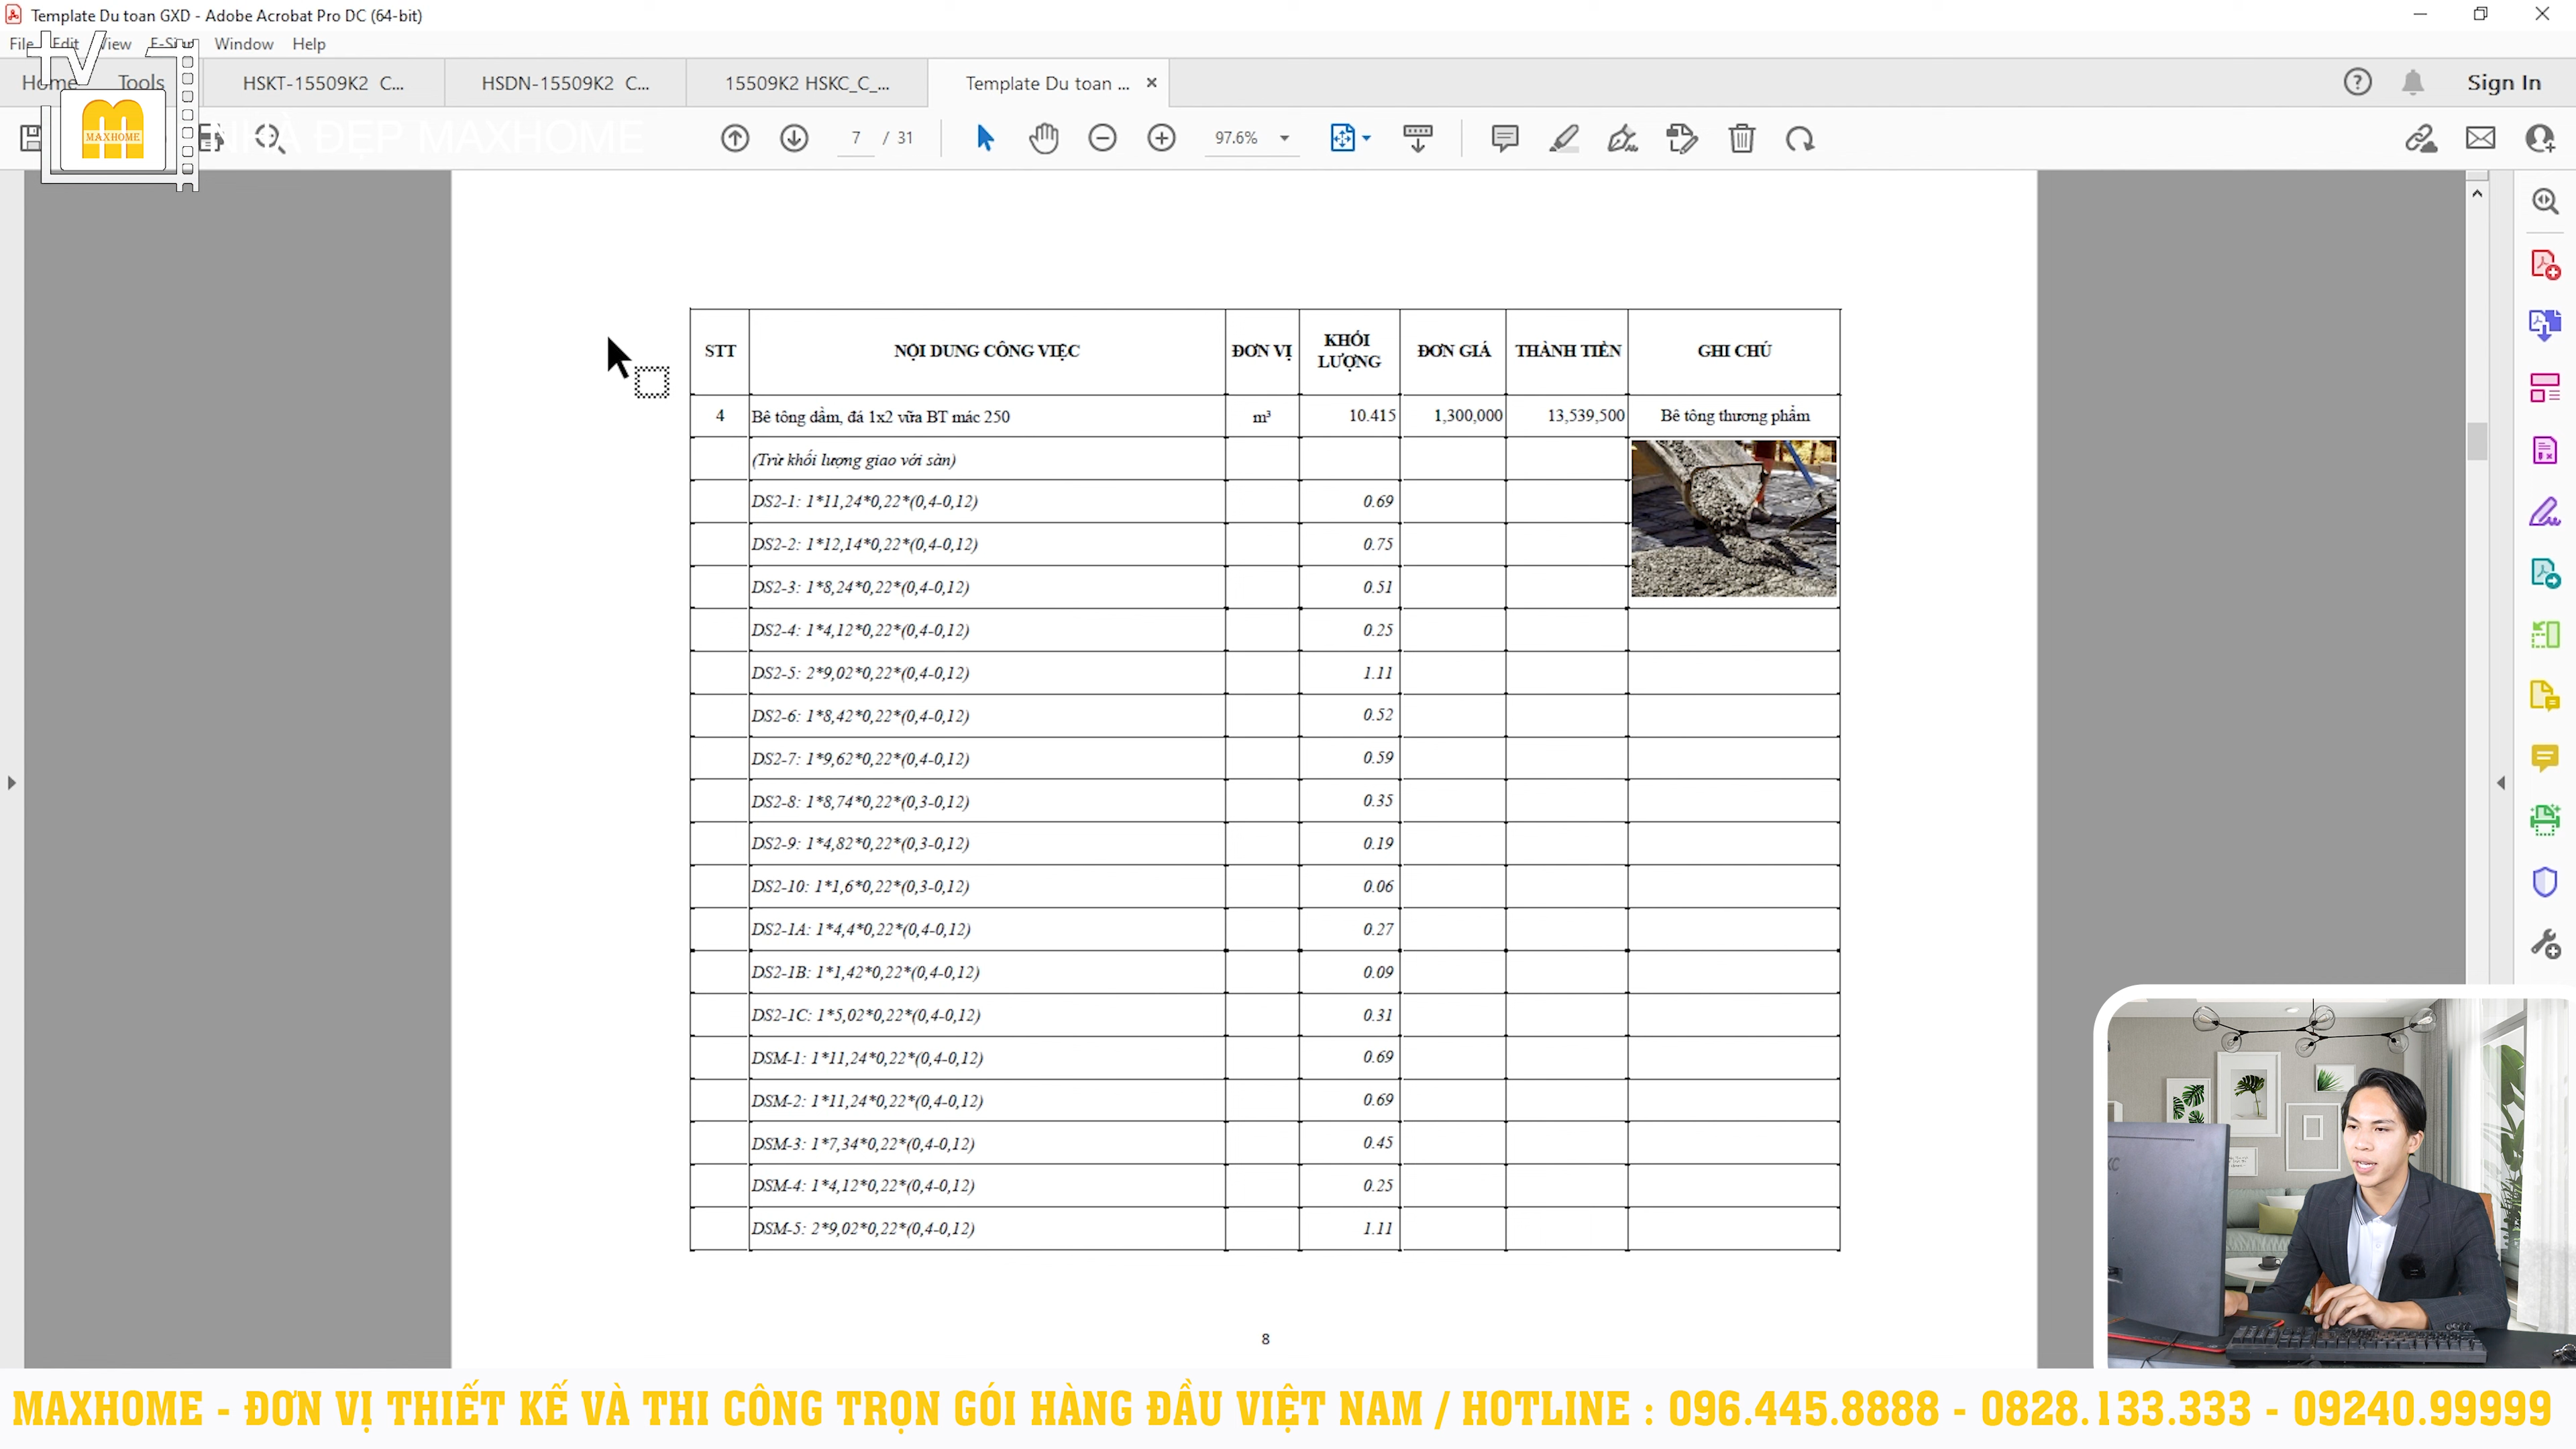 Template Du toan GXD - Adobe Acrobat Pro DC (64-bit)
File Edit View E-Sign Window Help
Home Tools HSKT-15509K2 C... HSDN-15509K2 C... 15509K2 HSKC_C_... Template Du toan ... Sign In
TV
MAXHOME
NHÀ ĐẸP MAXHOME
7 / 31 97.6%
STT NỘI DUNG CÔNG VIỆC ĐƠN VỊ KHỐI LƯỢNG ĐƠN GIÁ THÀNH TIỀN GHI CHÚ
4 Bê tông dầm, đá 1x2 vữa BT mác 250 m³ 10.415 1,300,000 13,539,500 Bê tông thương phẩm
(Trừ khối lượng giao với sàn)
DS2-1: 1*11,24*0,22*(0,4-0,12) 0.69
DS2-2: 1*12,14*0,22*(0,4-0,12) 0.75
DS2-3: 1*8,24*0,22*(0,4-0,12) 0.51
DS2-4: 1*4,12*0,22*(0,4-0,12) 0.25
DS2-5: 2*9,02*0,22*(0,4-0,12) 1.11
DS2-6: 1*8,42*0,22*(0,4-0,12) 0.52
DS2-7: 1*9,62*0,22*(0,4-0,12) 0.59
DS2-8: 1*8,74*0,22*(0,3-0,12) 0.35
DS2-9: 1*4,82*0,22*(0,3-0,12) 0.19
DS2-10: 1*1,6*0,22*(0,3-0,12) 0.06
DS2-1A: 1*4,4*0,22*(0,4-0,12) 0.27
DS2-1B: 1*1,42*0,22*(0,4-0,12) 0.09
DS2-1C: 1*5,02*0,22*(0,4-0,12) 0.31
DSM-1: 1*11,24*0,22*(0,4-0,12) 0.69
DSM-2: 1*11,24*0,22*(0,4-0,12) 0.69
DSM-3: 1*7,34*0,22*(0,4-0,12) 0.45
DSM-4: 1*4,12*0,22*(0,4-0,12) 0.25
DSM-5: 2*9,02*0,22*(0,4-0,12) 1.11
8
MAXHOME - ĐƠN VỊ THIẾT KẾ VÀ THI CÔNG TRỌN GÓI HÀNG ĐẦU VIỆT NAM / HOTLINE : 096.445.8888 - 0828.133.333 - 09240.99999